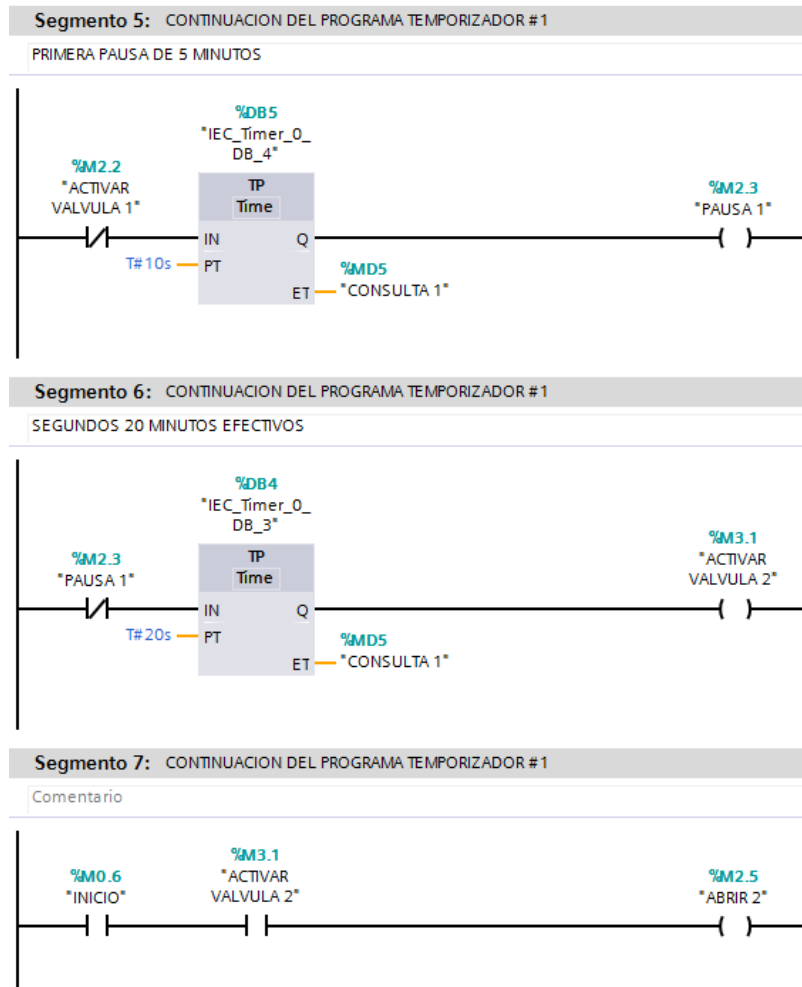 Segmento 5: CONTINUACION DEL PROGRAMA TEMPORIZADOR #1
PRIMERA PAUSA DE 5 MINUTOS
%DB5
"IEC_Timer_0_
DB_4"
%M2.2
"ACTIVAR
VALVULA 1"
TP
Time
%M2.3
"PAUSA 1"
IN Q
T#10s PT
%MD5
ET "CONSULTA 1"
Segmento 6: CONTINUACION DEL PROGRAMA TEMPORIZADOR #1
SEGUNDOS 20 MINUTOS EFECTIVOS
%DB4
"IEC_Timer_0_
DB_3"
%M2.3
"PAUSA 1"
TP
Time
%M3.1
"ACTIVAR
VALVULA 2"
IN Q
T#20s PT
%MD5
ET "CONSULTA 1"
Segmento 7: CONTINUACION DEL PROGRAMA TEMPORIZADOR #1
Comentario
%M0.6
"INICIO"
%M3.1
"ACTIVAR
VALVULA 2"
%M2.5
"ABRIR 2"